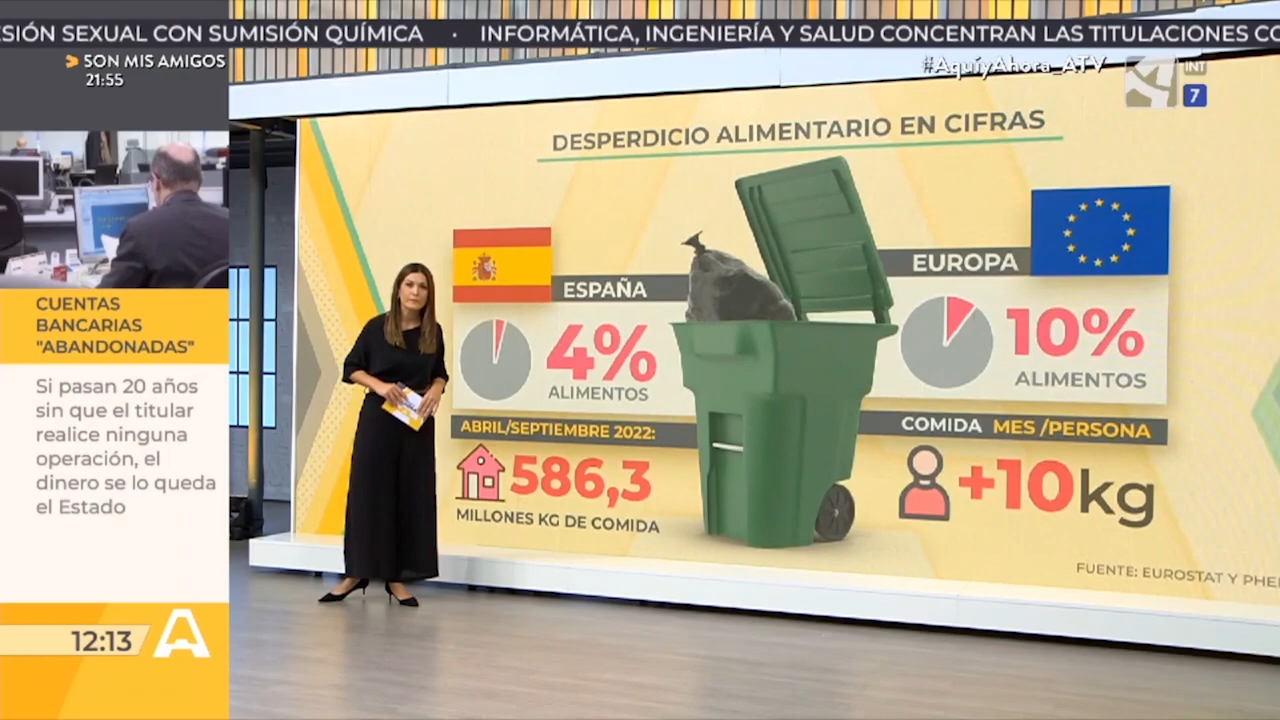 ESIÓN SEXUAL CON SUMISIÓN QUÍMICA · INFORMÁTICA, INGENIERÍA Y SALUD CONCENTRAN LAS TITULACIONES CO
SON MIS AMIGOS
21:55
#AquíyAhora_ATV
INT
7
DESPERDICIO ALIMENTARIO EN CIFRAS
ESPAÑA
4%
ALIMENTOS
ABRIL/SEPTIEMBRE 2022:
586,3
MILLONES KG DE COMIDA
EUROPA
10%
ALIMENTOS
COMIDA MES /PERSONA
+10kg
FUENTE: EUROSTAT Y PHE
CUENTAS
BANCARIAS
"ABANDONADAS"
Si pasan 20 años
sin que el titular
realice ninguna
operación, el
dinero se lo queda
el Estado
12:13